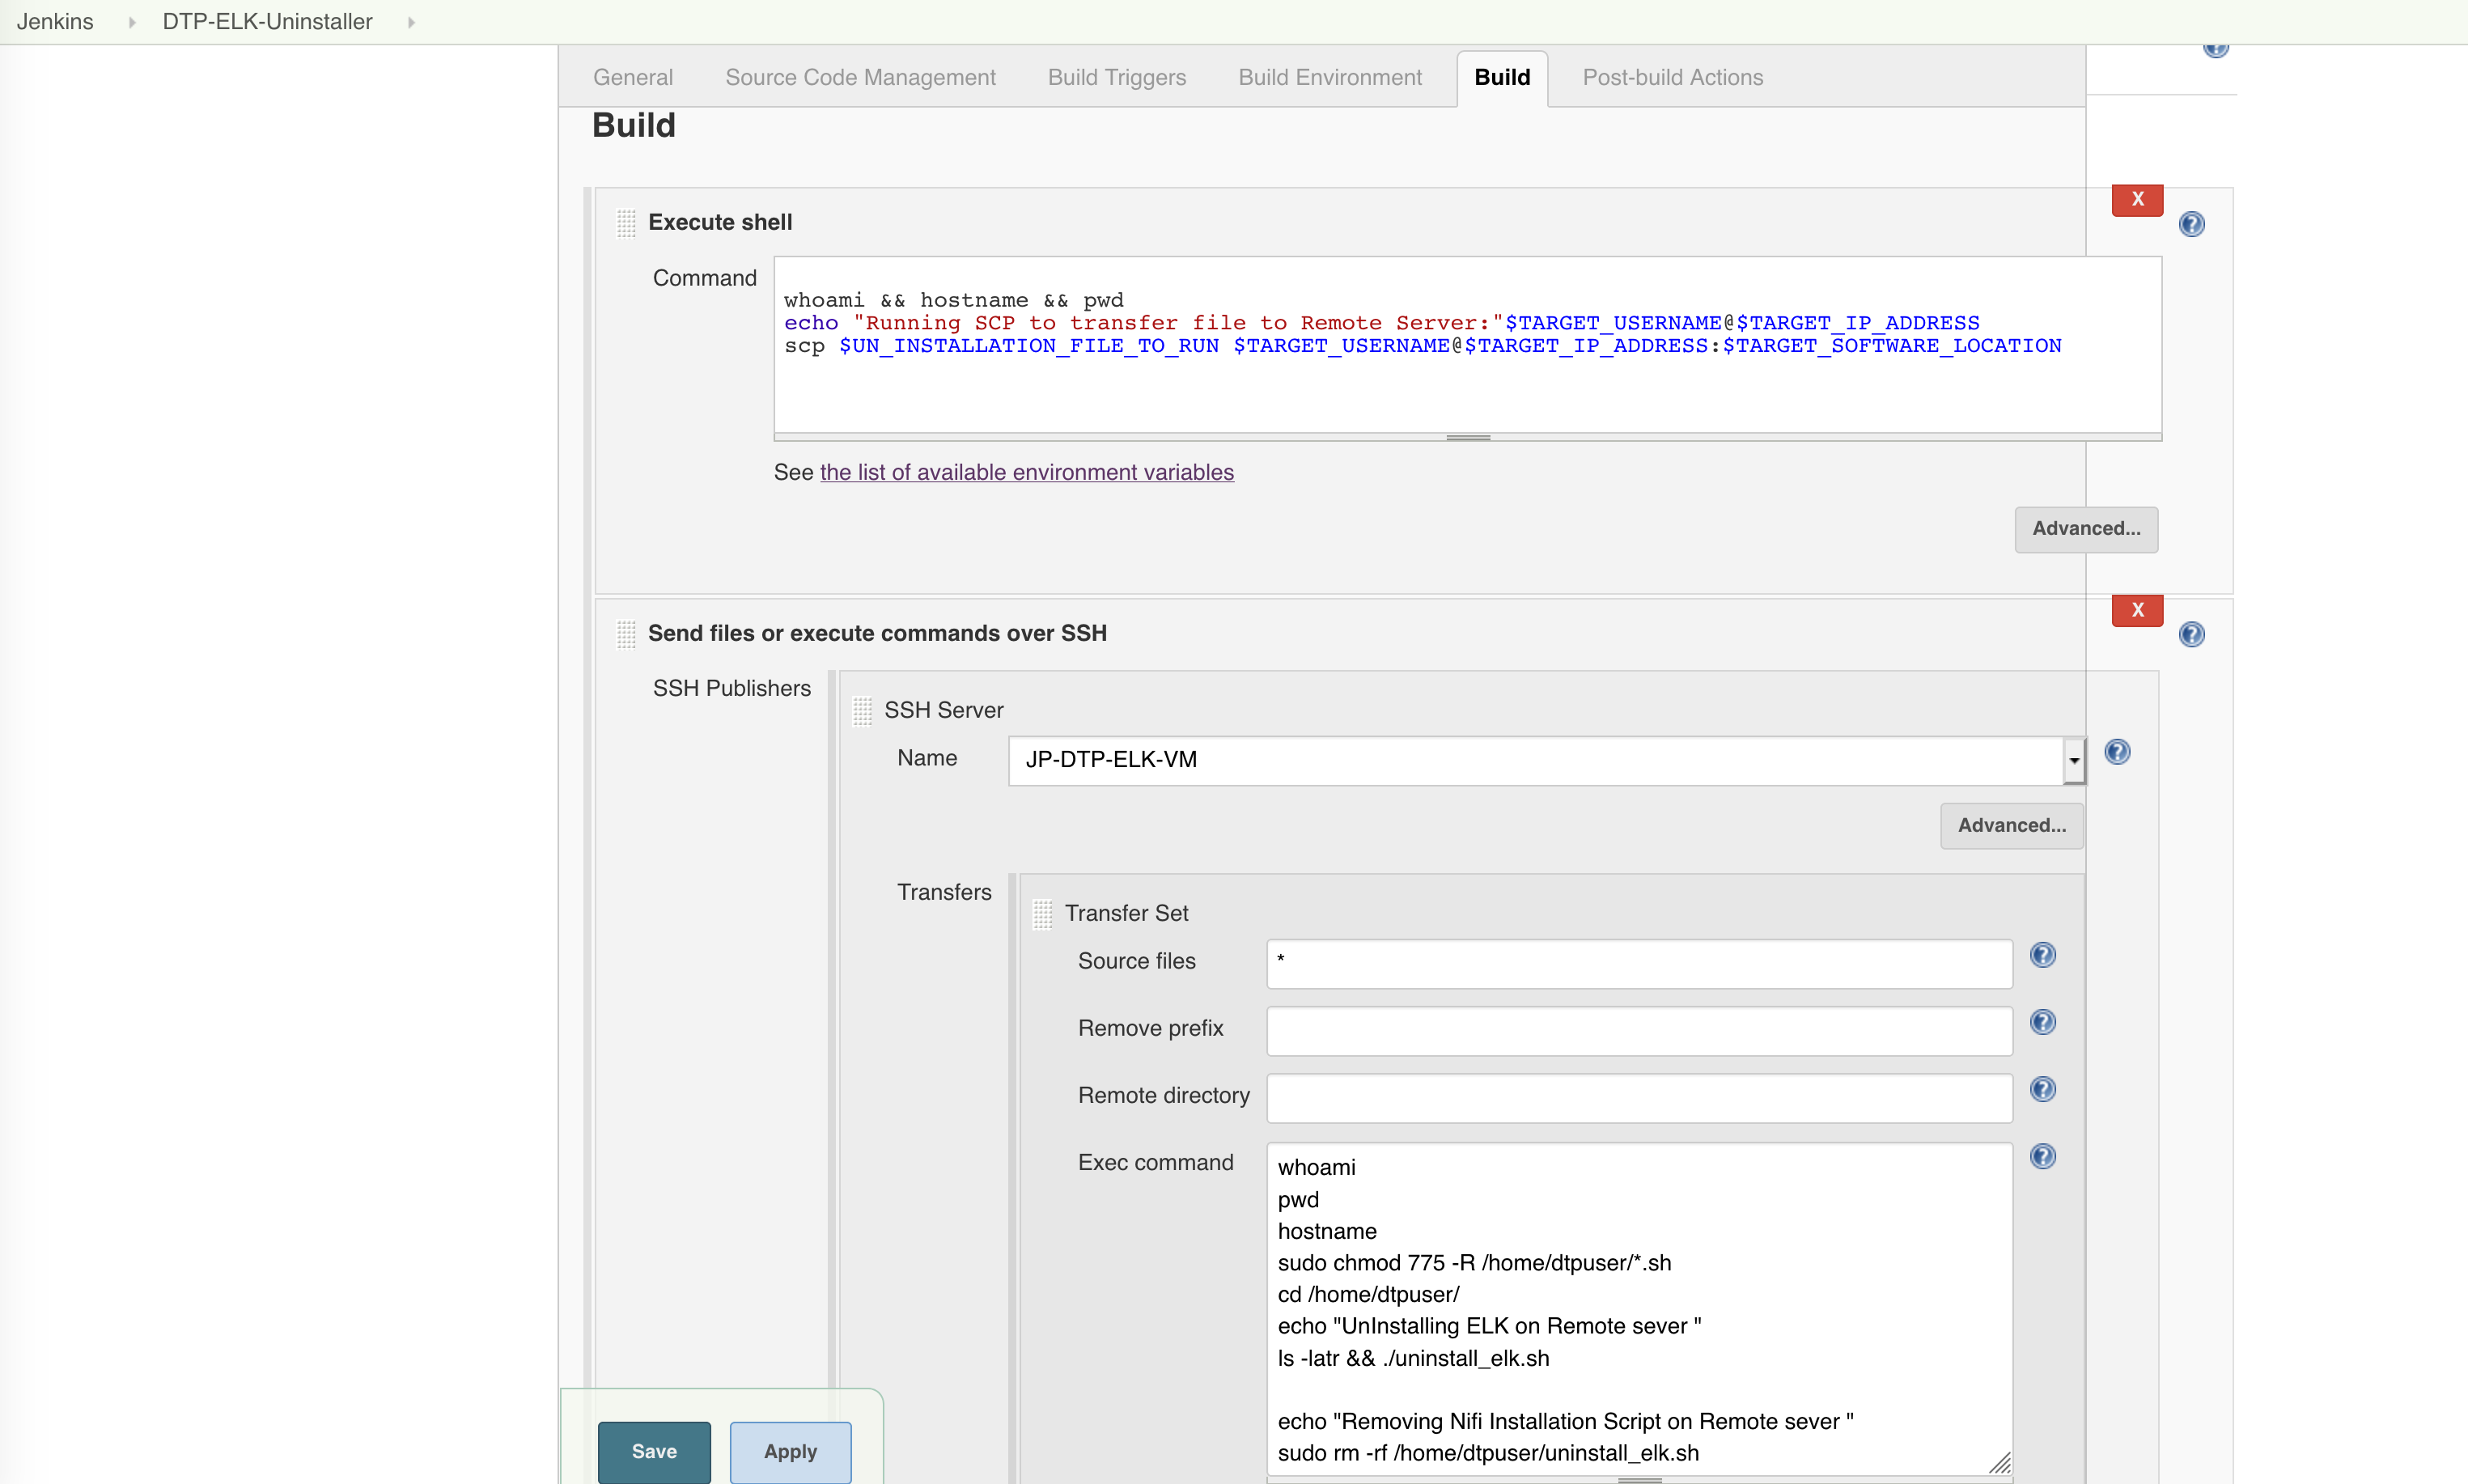 Jenkins DTP-ELK-Uninstaller
General Source Code Management Build Triggers Build Environment Build Post-build Actions
Build
X
Execute shell
Command
whoami && hostname && pwd
echo "Running SCP to transfer file to Remote Server:"$TARGET_USERNAME@$TARGET_IP_ADDRESS
scp $UN_INSTALLATION_FILE_TO_RUN $TARGET_USERNAME@$TARGET_IP_ADDRESS:$TARGET_SOFTWARE_LOCATION
See the list of available environment variables
Advanced...
X
Send files or execute commands over SSH
SSH Publishers
SSH Server
Name JP-DTP-ELK-VM
Advanced...
Transfers
Transfer Set
Source files *
Remove prefix
Remote directory
Exec command
whoami
pwd
hostname
sudo chmod 775 -R /home/dtpuser/*.sh
cd /home/dtpuser/
echo "UnInstalling ELK on Remote sever "
ls -latr && ./uninstall_elk.sh
echo "Removing Nifi Installation Script on Remote sever "
sudo rm -rf /home/dtpuser/uninstall_elk.sh
Save Apply